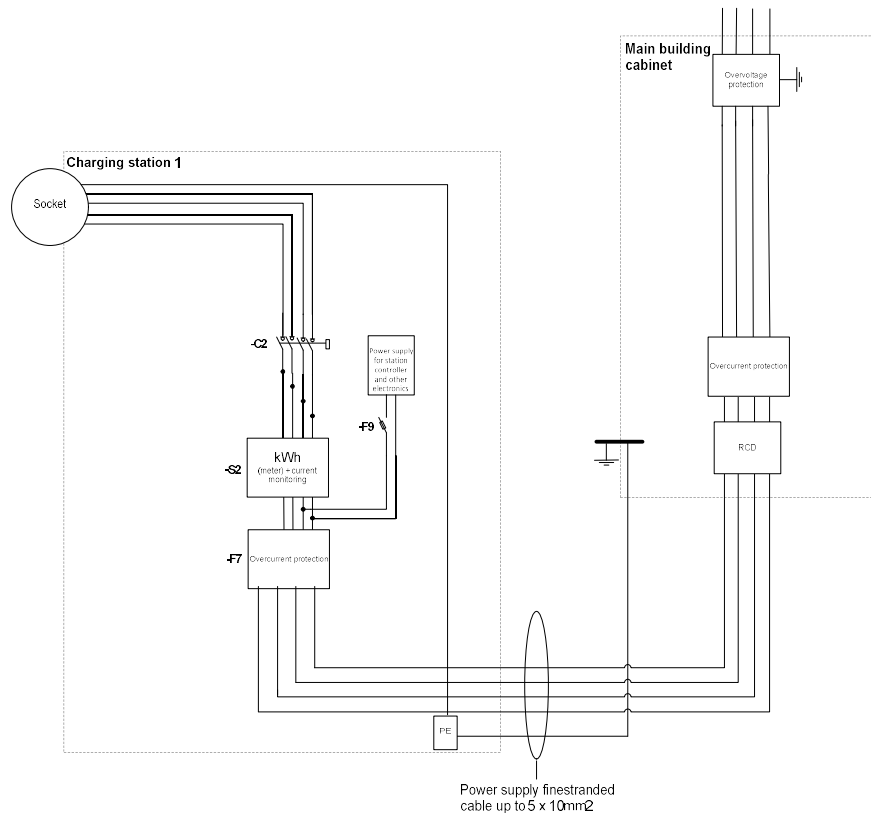 Main building
cabinet
Overvoltage
protection
Charging station 1
Socket
-C2
Power supply
for station
controller
and other
electronics
Overcurrent protection
-F9
RCD
kWh
(meter) + current
monitoring
-S2
-F7
Overcurrent protection
PE
Power supply finestranded
cable up to 5 x 10mm2